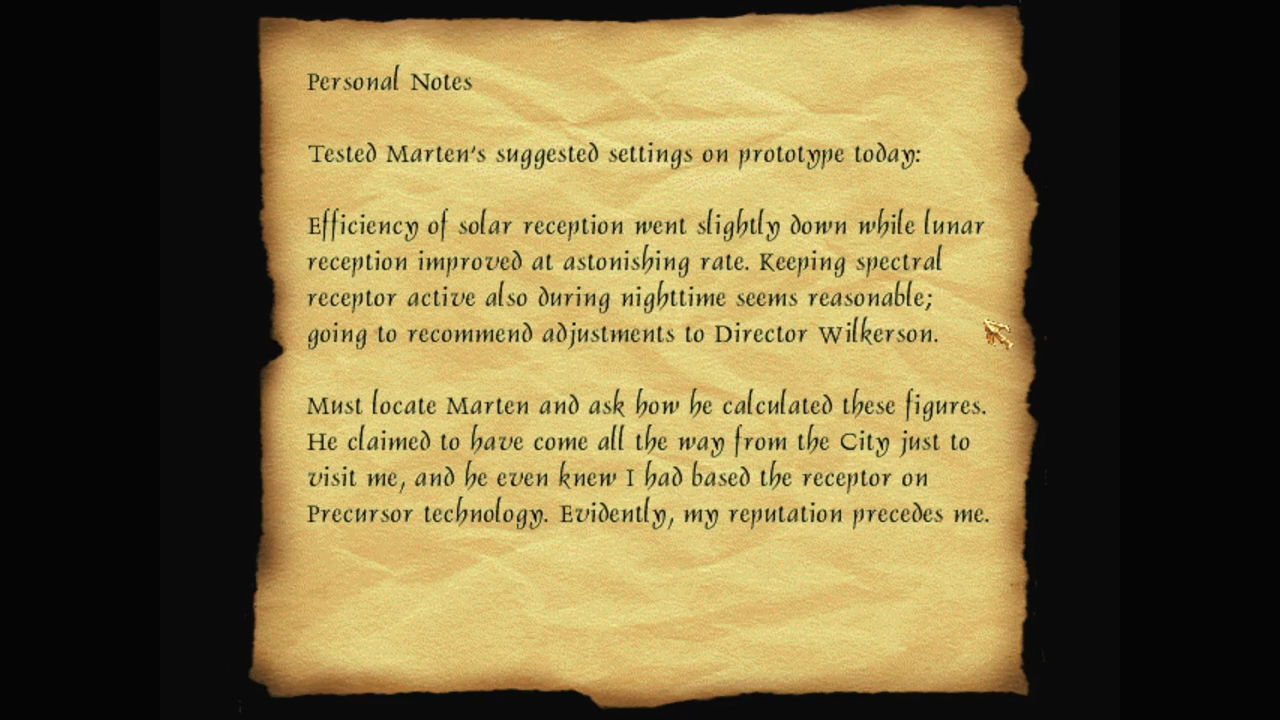 Personal Notes
Tested Marten's suggested settings on prototype today:
Efficiency of solar reception went slightly down while lunar
reception improved at astonishing rate. Keeping spectral
receptor active also during nighttime seems reasonable;
going to recommend adjustments to Director Wilkerson.
Must locate Marten and ask how he calculated these figures.
He claimed to have come all the way from the City just to
visit me, and he even knew I had based the receptor on
Precursor technology. Evidently, my reputation precedes me.